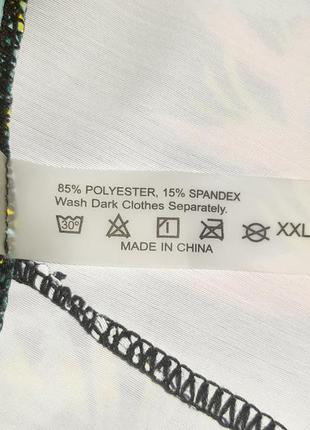 85% POLYESTER, 15% SPANDEX
Wash Dark Clothes Separately.
30° XXL
MADE IN CHINA